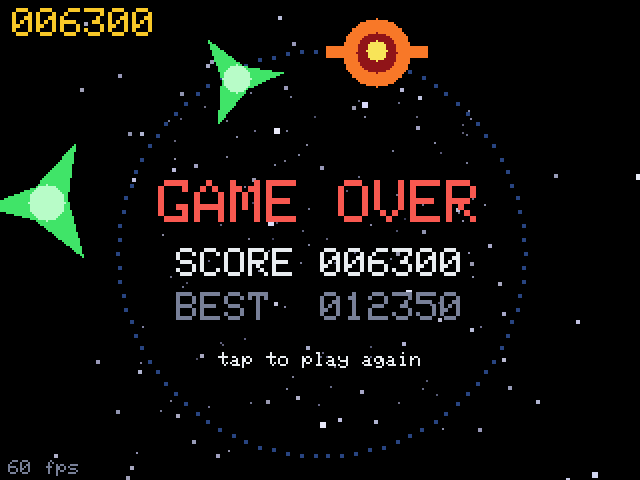 006300
GAME OVER
SCORE 006300
BEST 012350
tap to play again
60 fps